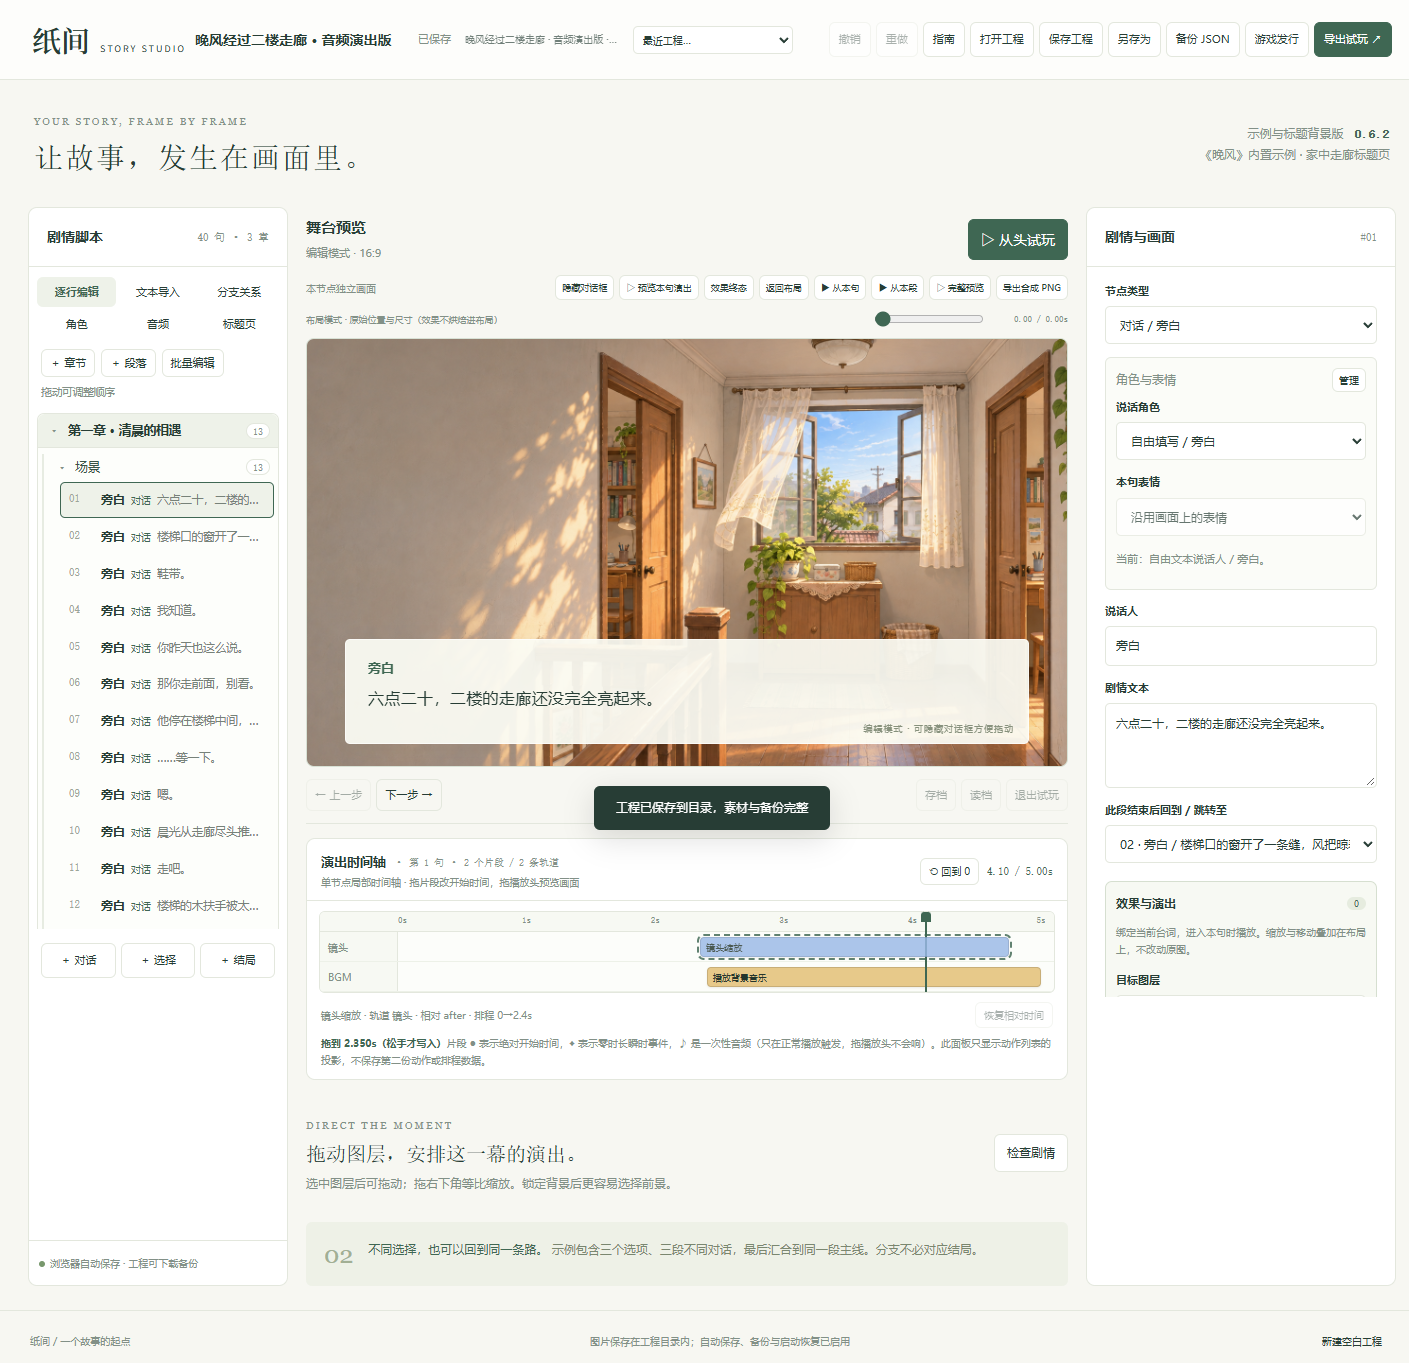 纸间 STORY STUDIO 晚风经过二楼走廊 • 音频演出版 已保存 晚风经过二楼走廊 · 音频演出版 ·... 最近工程... 撤销 重做 指南 打开工程 保存工程 另存为 备份 JSON 游戏发行 导出试玩 ↗
YOUR STORY, FRAME BY FRAME
让故事，发生在画面里。
示例与标题背景版 0.6.2
《晚风》内置示例 · 家中走廊标题页
剧情脚本 40 句 · 3 章
逐行编辑 文本导入 分支关系
角色 音频 标题页
+ 章节 + 段落 批量编辑
拖动可调整顺序
第一章 • 清晨的相遇 13
场景 13
01 旁白 对话 六点二十，二楼的...
02 旁白 对话 楼梯口的窗开了一...
03 旁白 对话 鞋带。
04 旁白 对话 我知道。
05 旁白 对话 你昨天也这么说。
06 旁白 对话 那你走前面，别看。
07 旁白 对话 他停在楼梯中间，...
08 旁白 对话 ……等一下。
09 旁白 对话 嗯。
10 旁白 对话 晨光从走廊尽头推...
11 旁白 对话 走吧。
12 旁白 对话 楼梯的木扶手被太...
+ 对话 + 选择 + 结局
● 浏览器自动保存 · 工程可下载备份
舞台预览
编辑模式 · 16:9
▷ 从头试玩
本节点独立画面 隐藏对话框 ▷ 预览本句演出 效果终态 返回布局 ▶ 从本句 ▶ 从本段 ▷ 完整预览 导出合成 PNG
布局模式 · 原始位置与尺寸（效果不烘焙进布局） 0.00 / 0.00s
旁白
六点二十，二楼的走廊还没完全亮起来。
编辑模式 · 可隐藏对话框方便拖动
← 上一步 下一步 → 存档 读档 退出试玩
工程已保存到目录，素材与备份完整
演出时间轴 · 第 1 句 · 2 个片段 / 2 条轨道
单节点局部时间轴 · 拖片段改开始时间，拖播放头预览画面
回到 0 4.10 / 5.00s
0s 1s 2s 3s 4s 5s
镜头 镜头缩放
BGM 播放背景音乐
镜头缩放 · 轨道 镜头 · 相对 after · 排程 0→2.4s 恢复相对时间
拖到 2.350s（松手才写入）片段 ● 表示绝对开始时间，♦ 表示零时长瞬时事件，♪ 是一次性音频（只在正常播放触发，拖播放头不会响）。此面板只显示动作列表的
投影，不保存第二份动作或排程数据。
DIRECT THE MOMENT
拖动图层，安排这一幕的演出。
选中图层后可拖动；拖右下角等比缩放。锁定背景后更容易选择前景。
检查剧情
02 不同选择，也可以回到同一条路。 示例包含三个选项、三段不同对话，最后汇合到同一段主线。分支不必对应结局。
剧情与画面 #01
节点类型
对话 / 旁白
角色与表情 管理
说话角色
自由填写 / 旁白
本句表情
沿用画面上的表情
当前：自由文本说话人 / 旁白。
说话人
旁白
剧情文本
六点二十，二楼的走廊还没完全亮起来。
此段结束后回到 / 跳转至
02 · 旁白 / 楼梯口的窗开了一条缝，风把晾
效果与演出 0
绑定当前台词，进入本句时播放。缩放与移动叠加在布局
上，不改动原图。
目标图层
纸间 / 一个故事的起点
图片保存在工程目录内；自动保存、备份与启动恢复已启用
新建空白工程